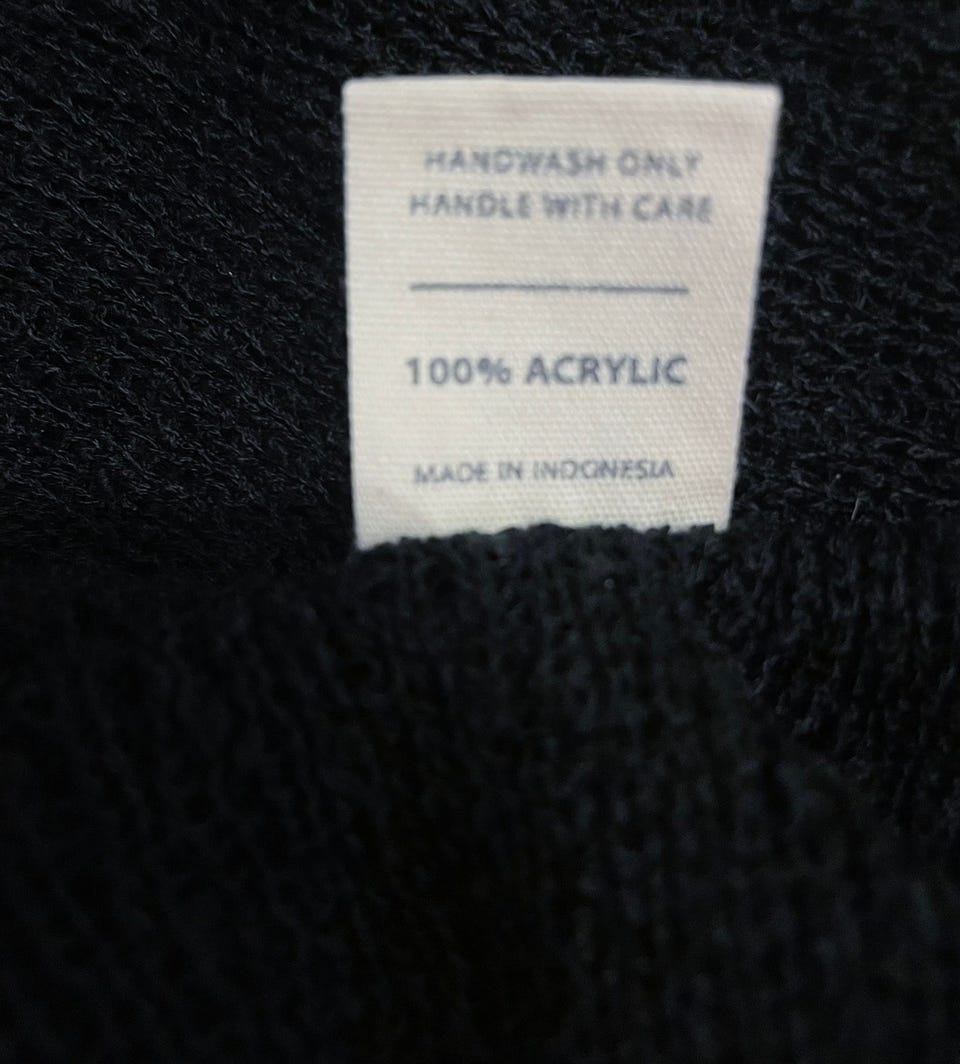 HANDWASH ONLY
HANDLE WITH CARE
100% ACRYLIC
MADE IN INDONESIA